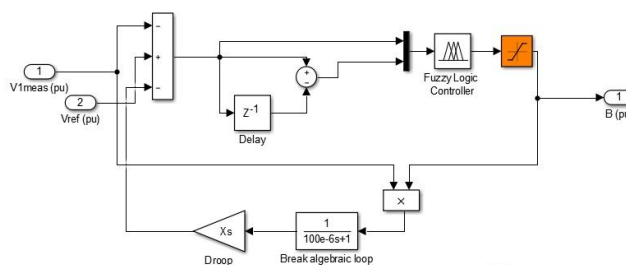 1
V1meas (pu)
2
Vref (pu)
−
+
−
Z-1
Delay
+
−
Fuzzy Logic
Controller
1
B (pu)
×
Xs
Droop
1
100e-6s+1
Break algebraic loop